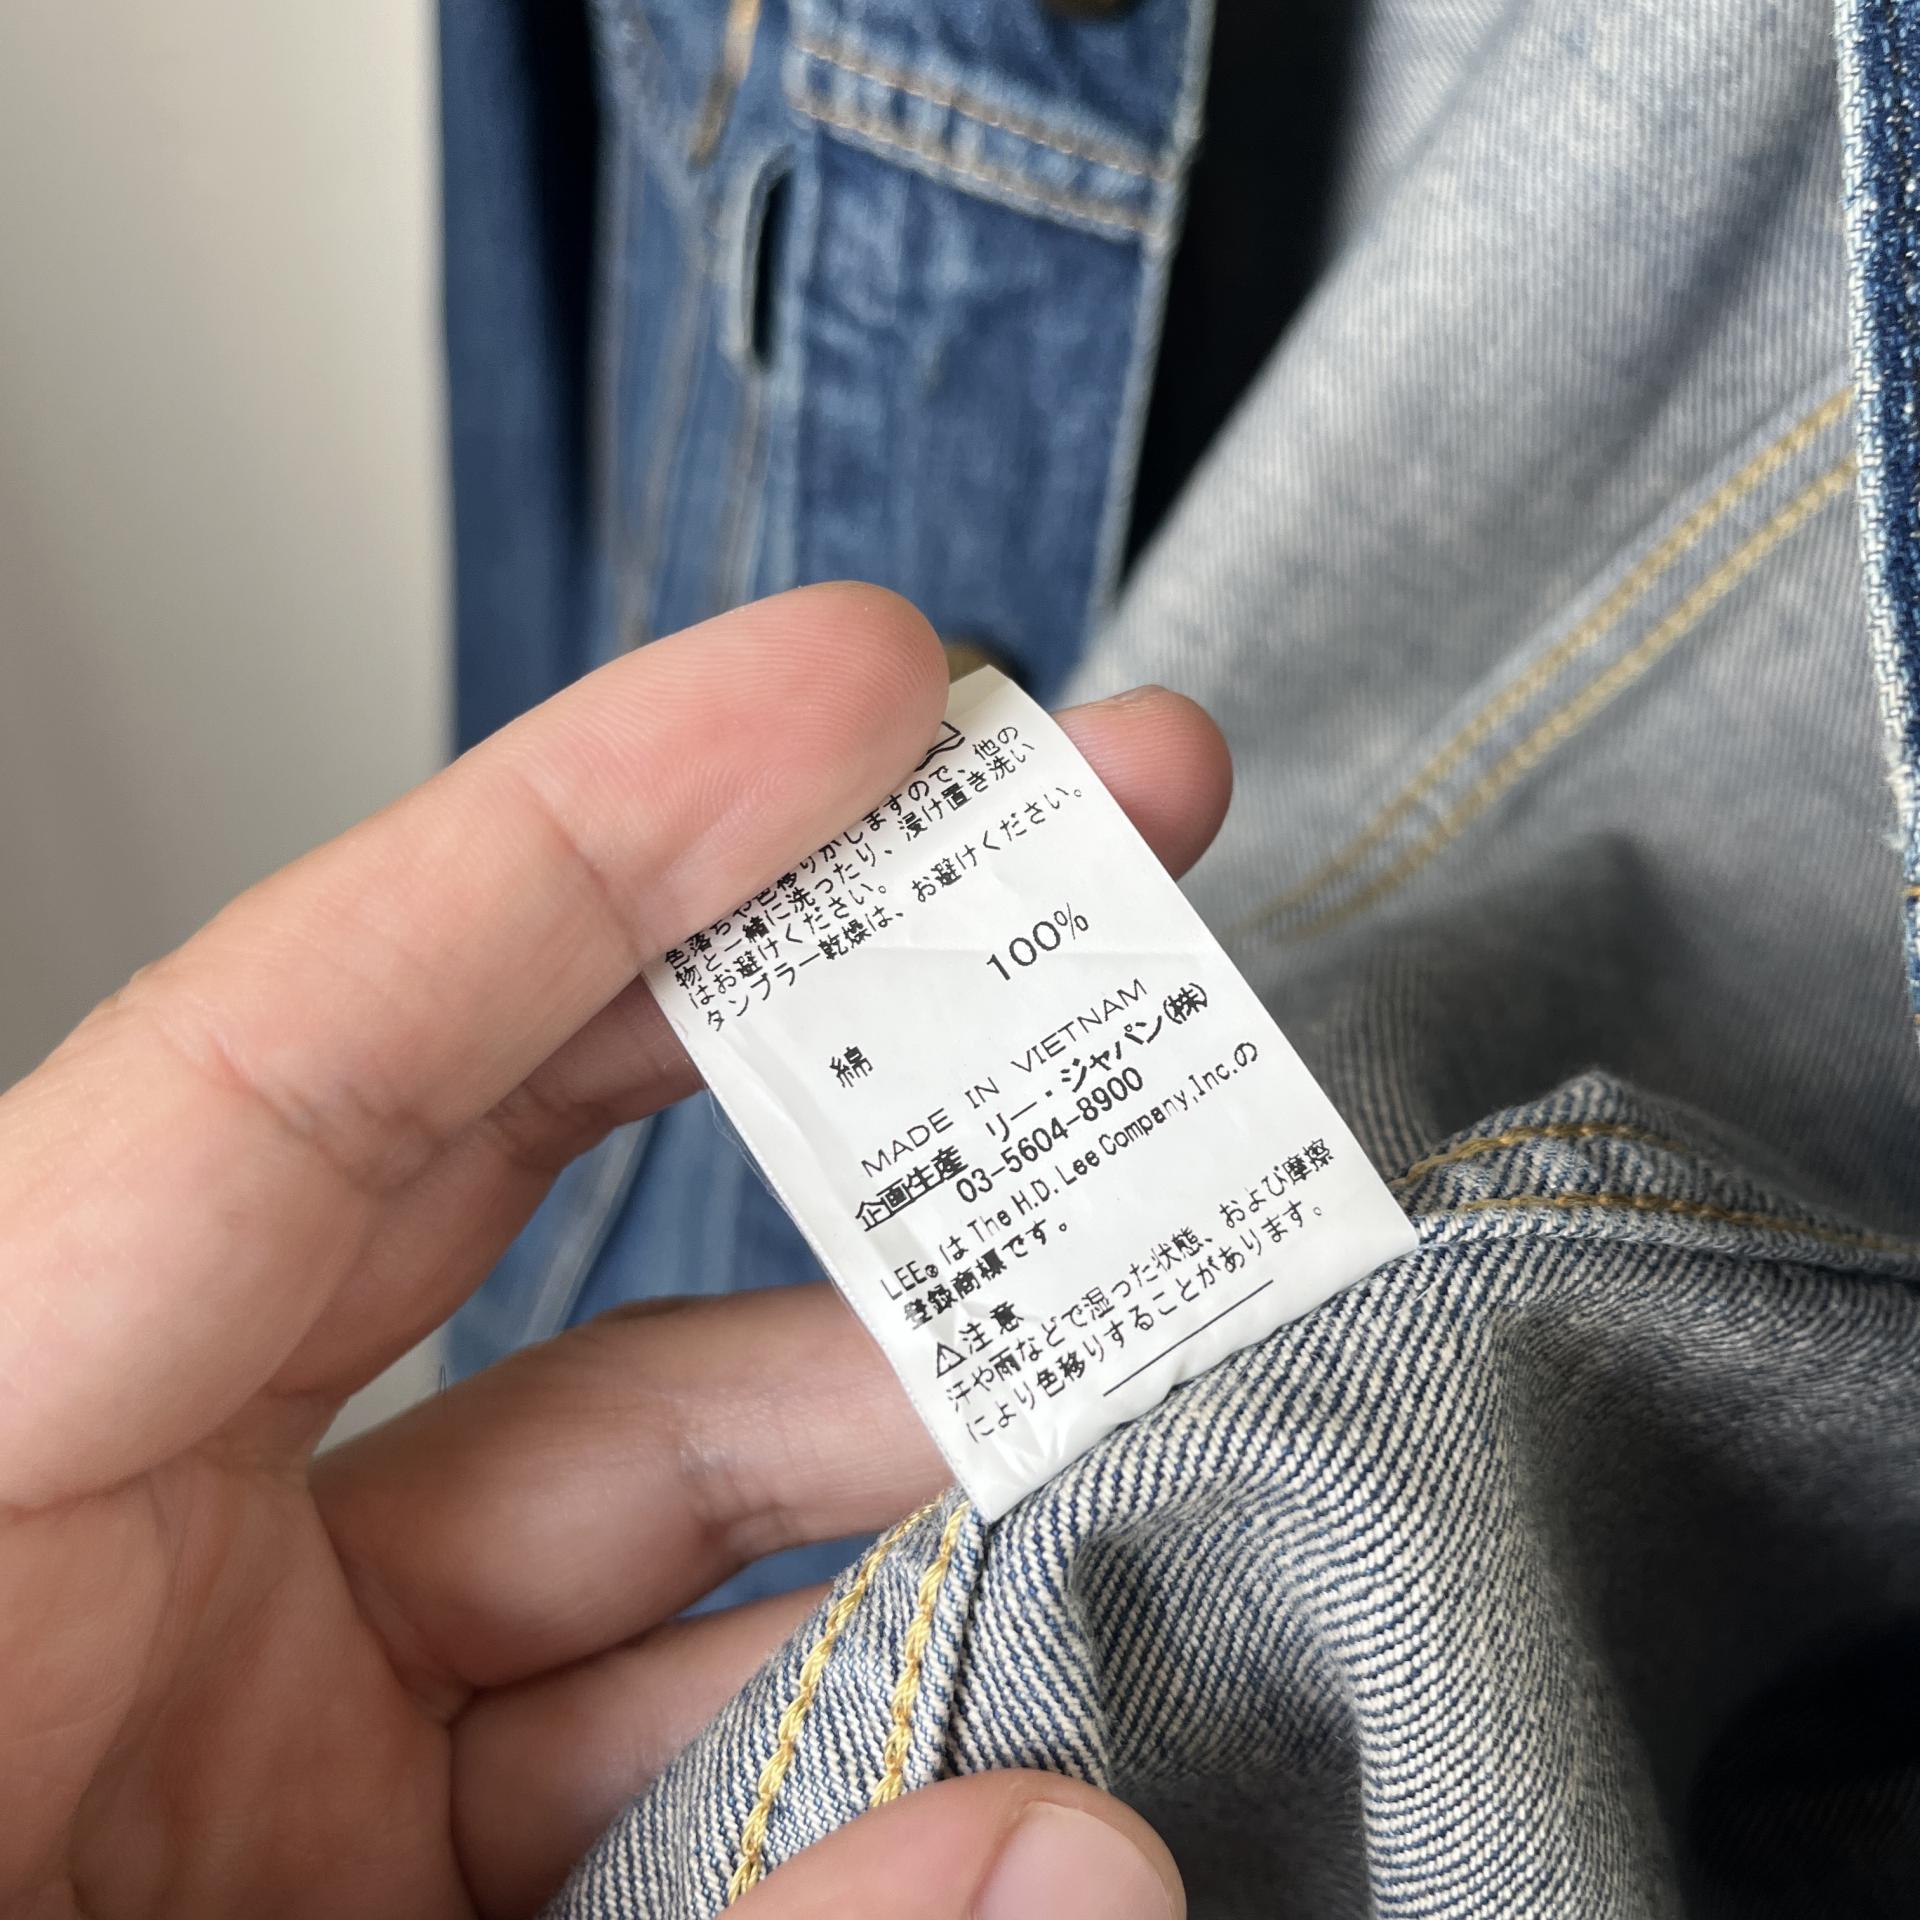 色落ちや色移りがしますので、他の
物と一緒に洗ったり、浸け置き洗い
はお避けください。
タンブラー乾燥は、お避けください。
綿 100%
MADE IN VIETNAM
企画生産 リー・ジャパン(株)
03-5604-8900
LEE®は The H.D. Lee Company,Inc.の
登録商標です。
⚠注意
汗や雨などで湿った状態、および摩擦
により色移りすることがあります。